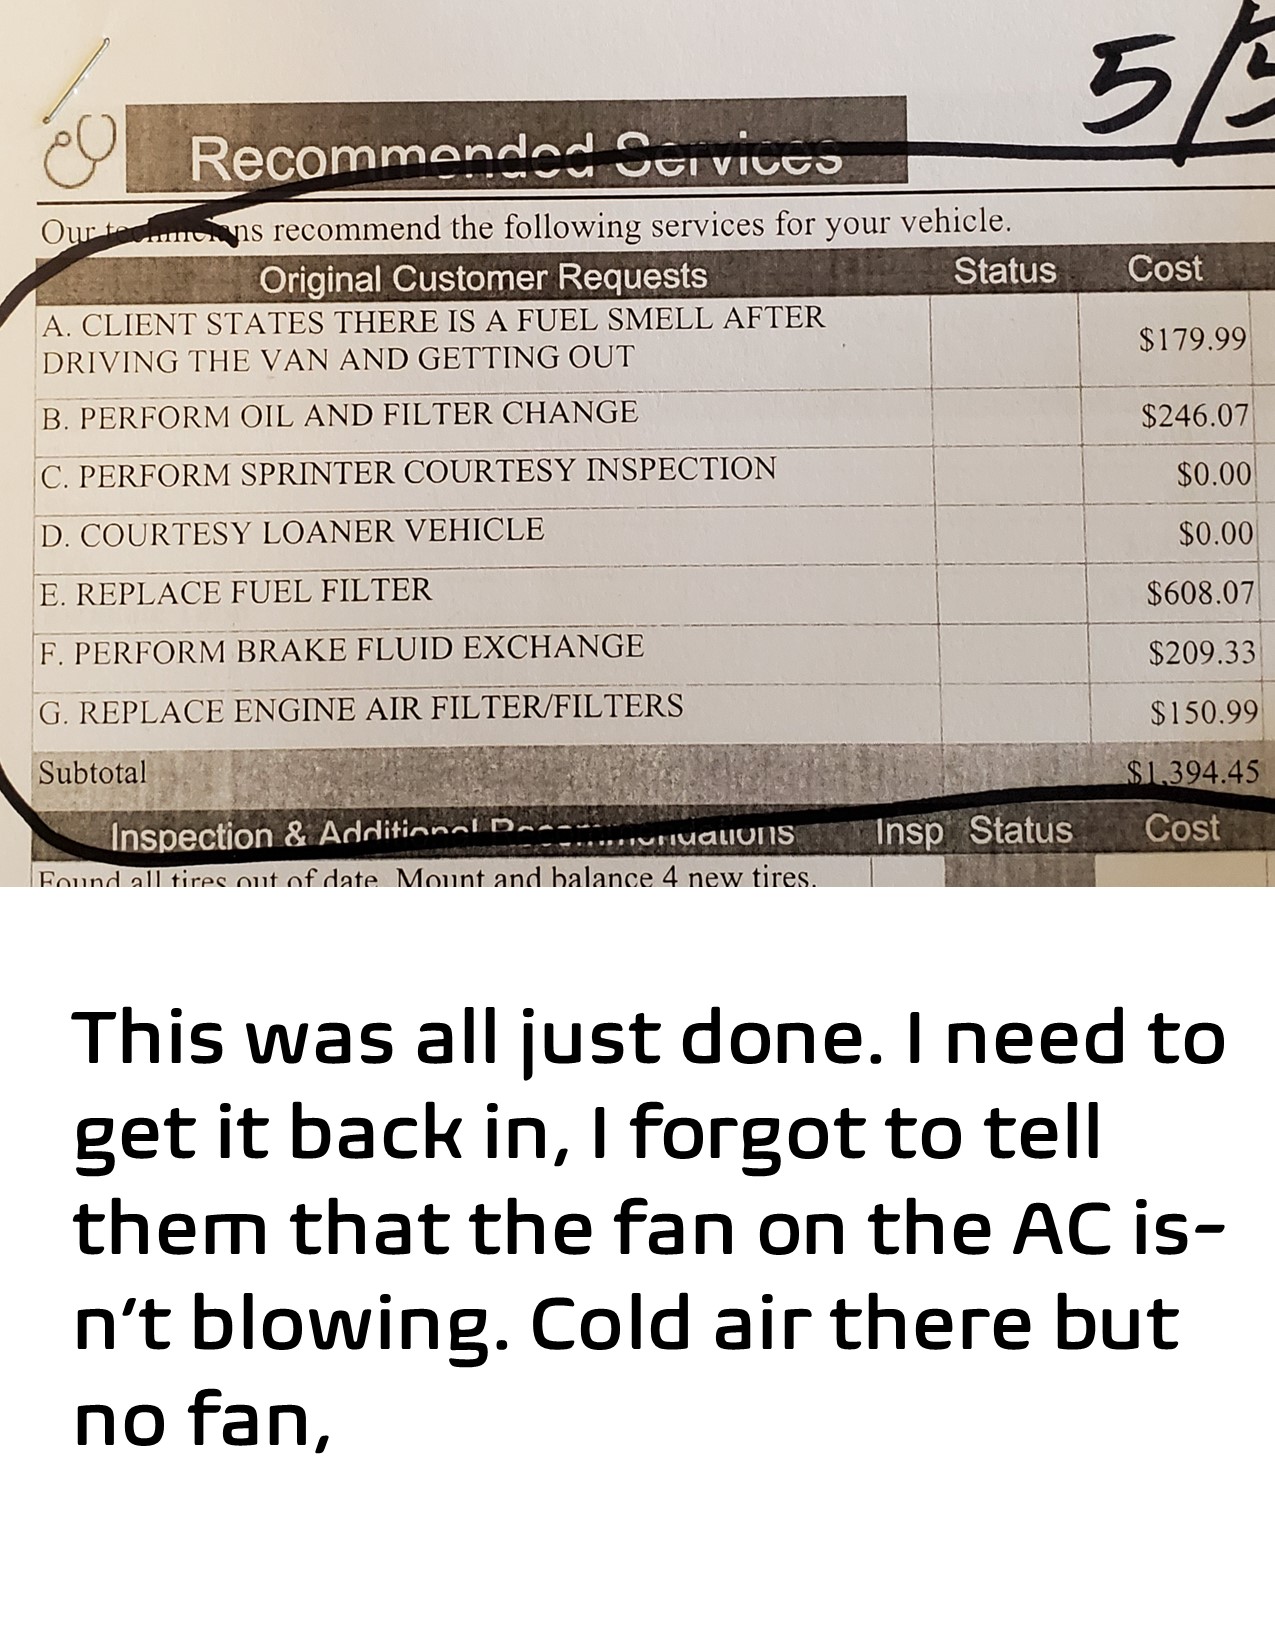 5/5
Recommended Services
Our technicians recommend the following services for your vehicle.
Original Customer Requests Status Cost
A. CLIENT STATES THERE IS A FUEL SMELL AFTER
DRIVING THE VAN AND GETTING OUT $179.99
B. PERFORM OIL AND FILTER CHANGE $246.07
C. PERFORM SPRINTER COURTESY INSPECTION $0.00
D. COURTESY LOANER VEHICLE $0.00
E. REPLACE FUEL FILTER $608.07
F. PERFORM BRAKE FLUID EXCHANGE $209.33
G. REPLACE ENGINE AIR FILTER/FILTERS $150.99
Subtotal $1,394.45
Inspection & Additional Recommendations Insp Status Cost
Found all tires out of date. Mount and balance 4 new tires.
This was all just done. I need to
get it back in, I forgot to tell
them that the fan on the AC is-
n't blowing. Cold air there but
no fan,